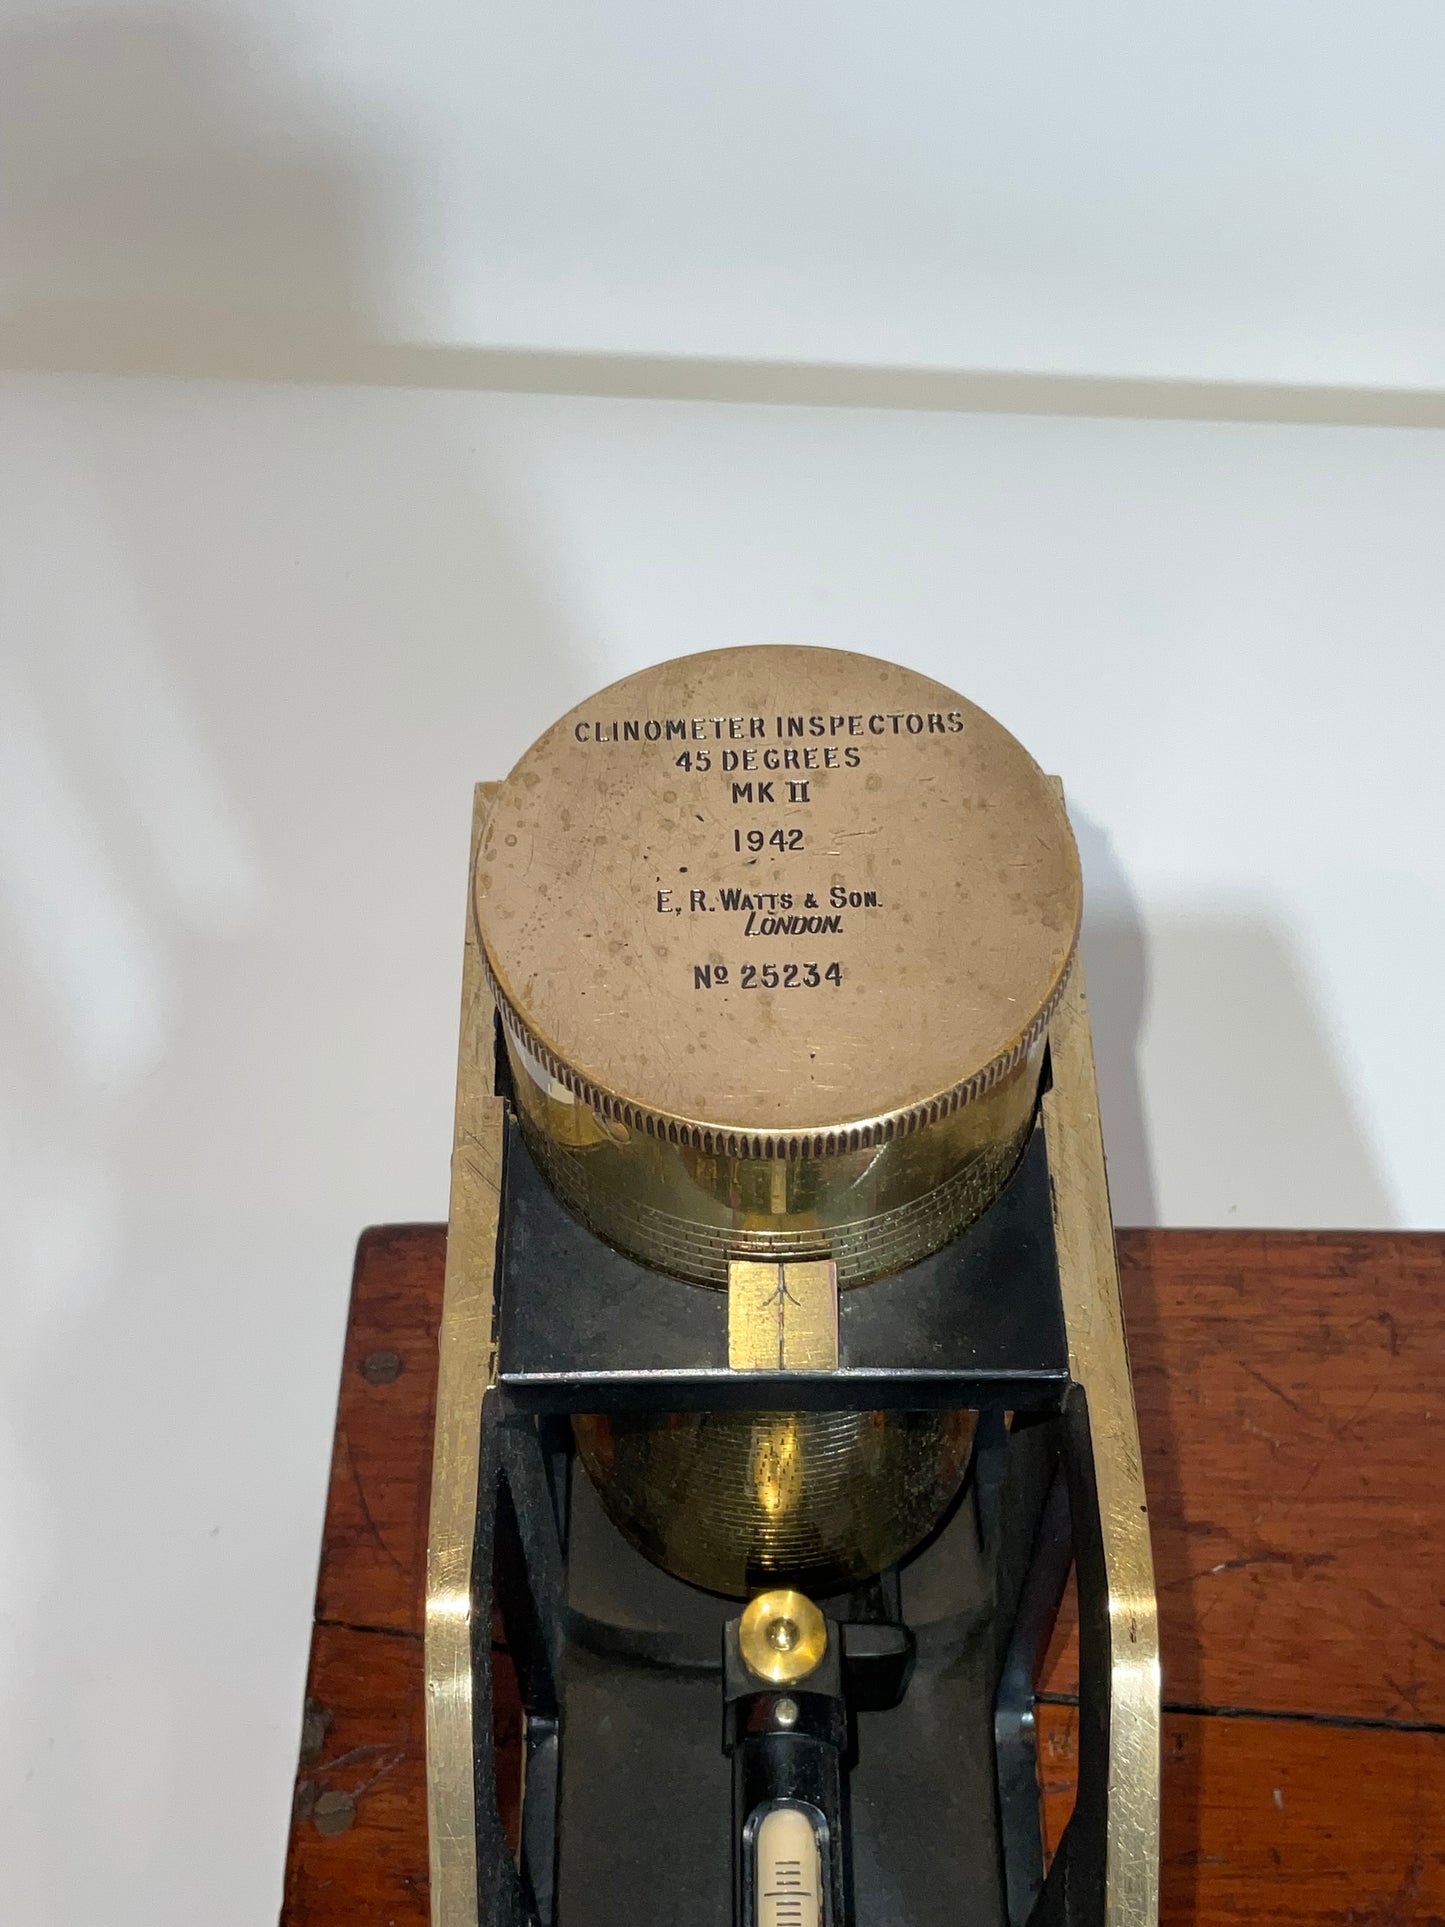 CLINOMETER INSPECTORS
45 DEGREES
MK II
1942
E. R. WATTS & SON.
LONDON.
Nº 25234